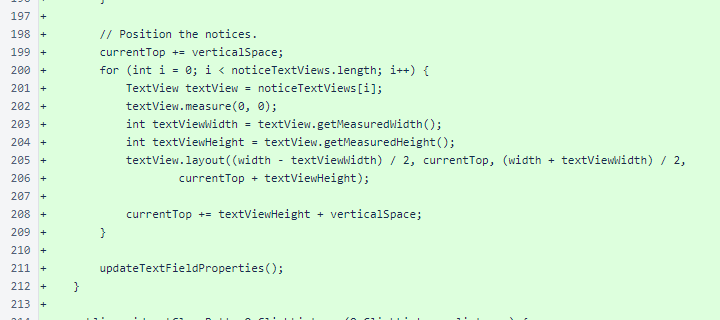 197 +
198 + // Position the notices.
199 + currentTop += verticalSpace;
200 + for (int i = 0; i < noticeTextViews.length; i++) {
201 + TextView textView = noticeTextViews[i];
202 + textView.measure(0, 0);
203 + int textViewWidth = textView.getMeasuredWidth();
204 + int textViewHeight = textView.getMeasuredHeight();
205 + textView.layout((width - textViewWidth) / 2, currentTop, (width + textViewWidth) / 2,
206 + currentTop + textViewHeight);
207 +
208 + currentTop += textViewHeight + verticalSpace;
209 + }
210 +
211 + updateTextFieldProperties();
212 + }
213 +